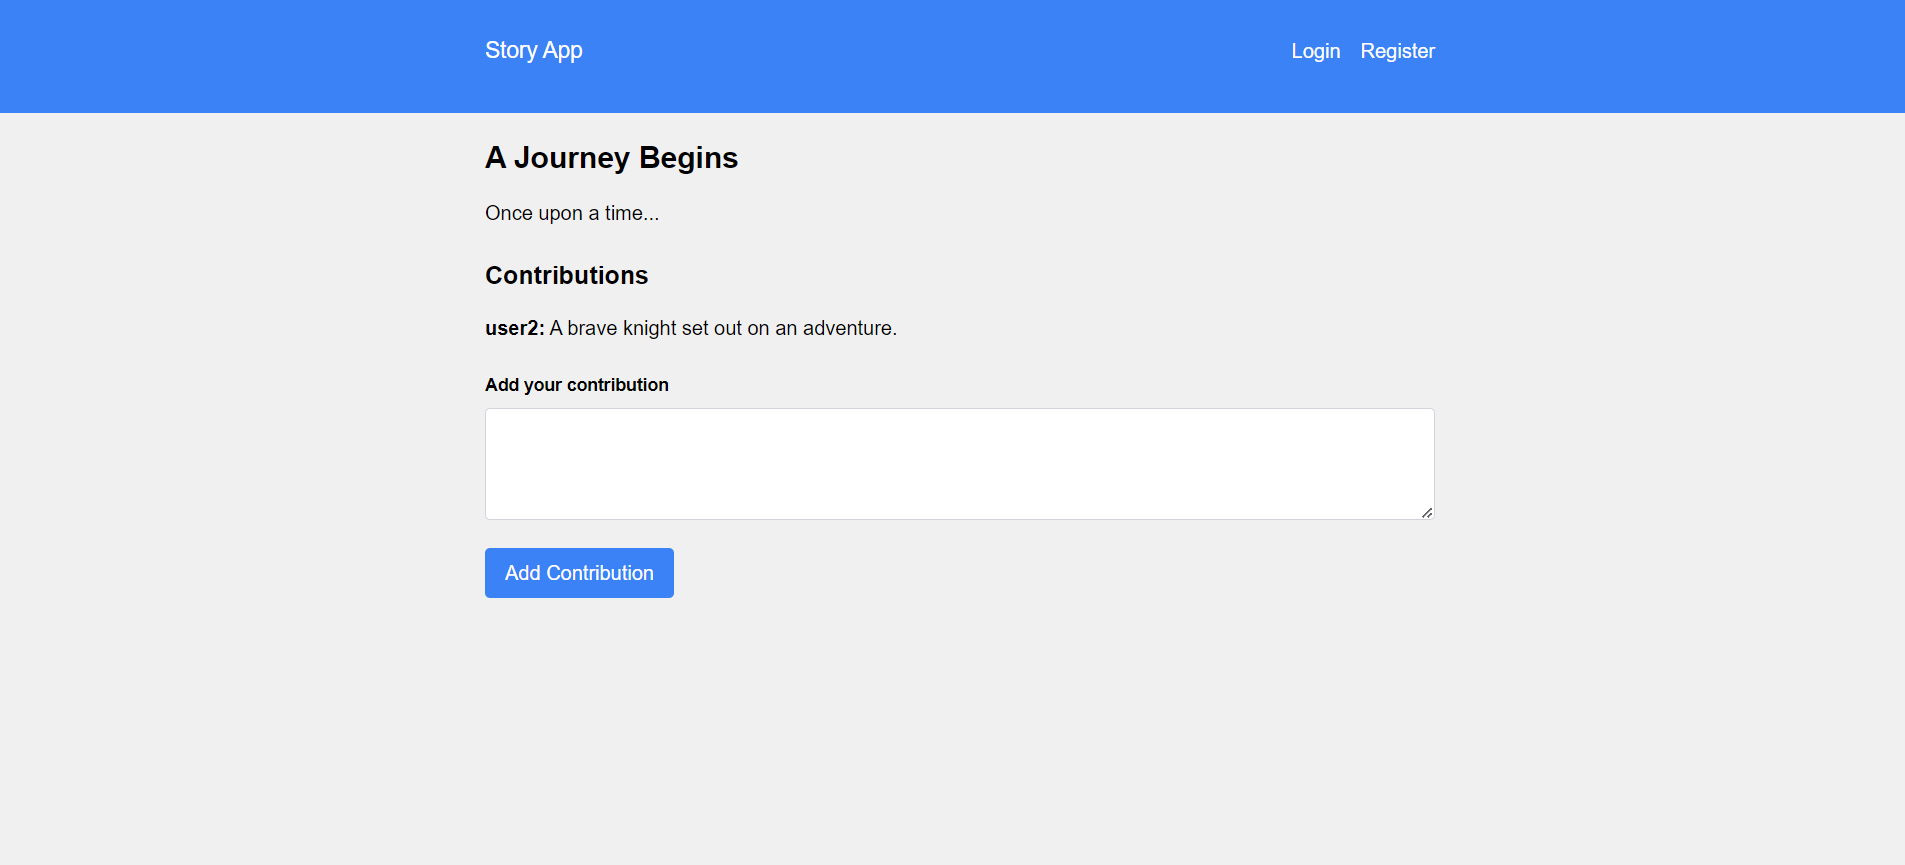 Story App
Login Register
A Journey Begins
Once upon a time...
Contributions
user2: A brave knight set out on an adventure.
Add your contribution
Add Contribution